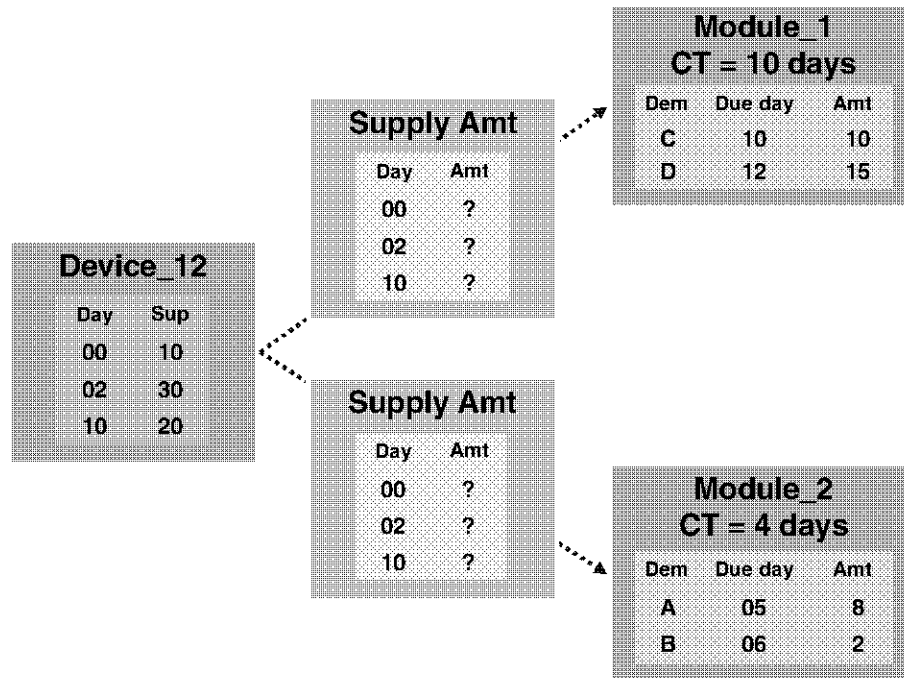 Device_12
Day Sup
00 10
02 30
10 20
Supply Amt
Day Amt
00 ?
02 ?
10 ?
Supply Amt
Day Amt
00 ?
02 ?
10 ?
Module_1
CT = 10 days
Dem Due day Amt
C 10 10
D 12 15
Module_2
CT = 4 days
Dem Due day Amt
A 05 8
B 06 2